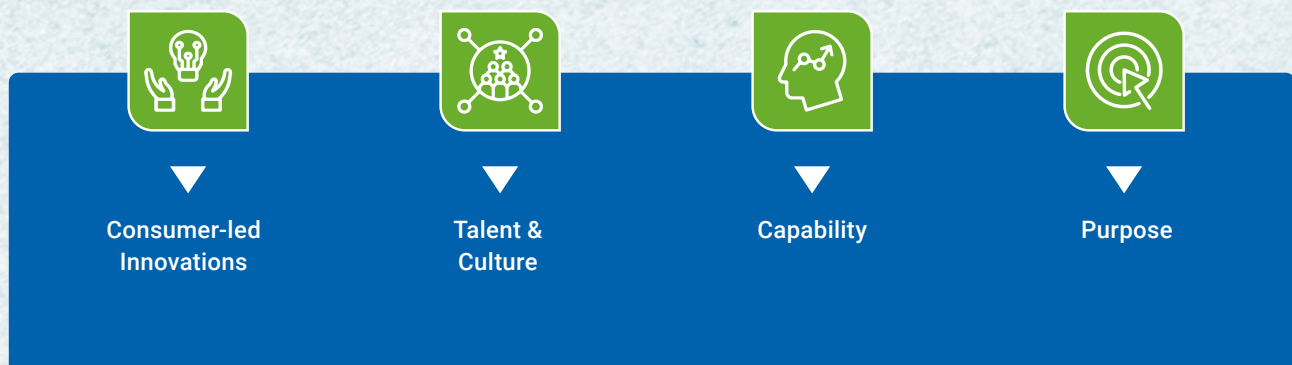 Consumer-led
Innovations
Talent &
Culture
Capability
Purpose